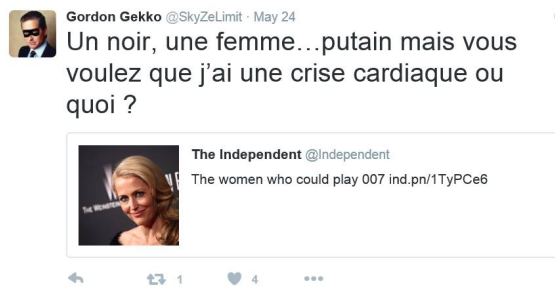 Gordon Gekko @SkyZeLimit · May 24
Un noir, une femme...putain mais vous
voulez que j'ai une crise cardiaque ou
quoi ?
The Independent @Independent
The women who could play 007 ind.pn/1TyPCe6
1 4